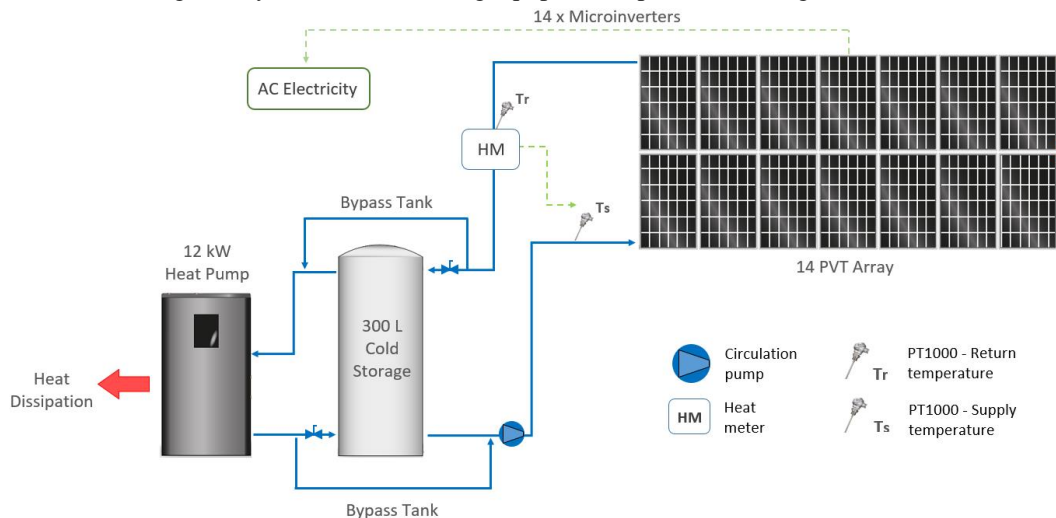 14 x Microinverters
AC Electricity
Tr
HM
Ts
Bypass Tank
12 kW
Heat Pump
14 PVT Array
300 L
Cold
Storage
Heat
Dissipation
Bypass Tank
Circulation
pump
Tr
PT1000 - Return
temperature
HM
Heat
meter
Ts
PT1000 - Supply
temperature